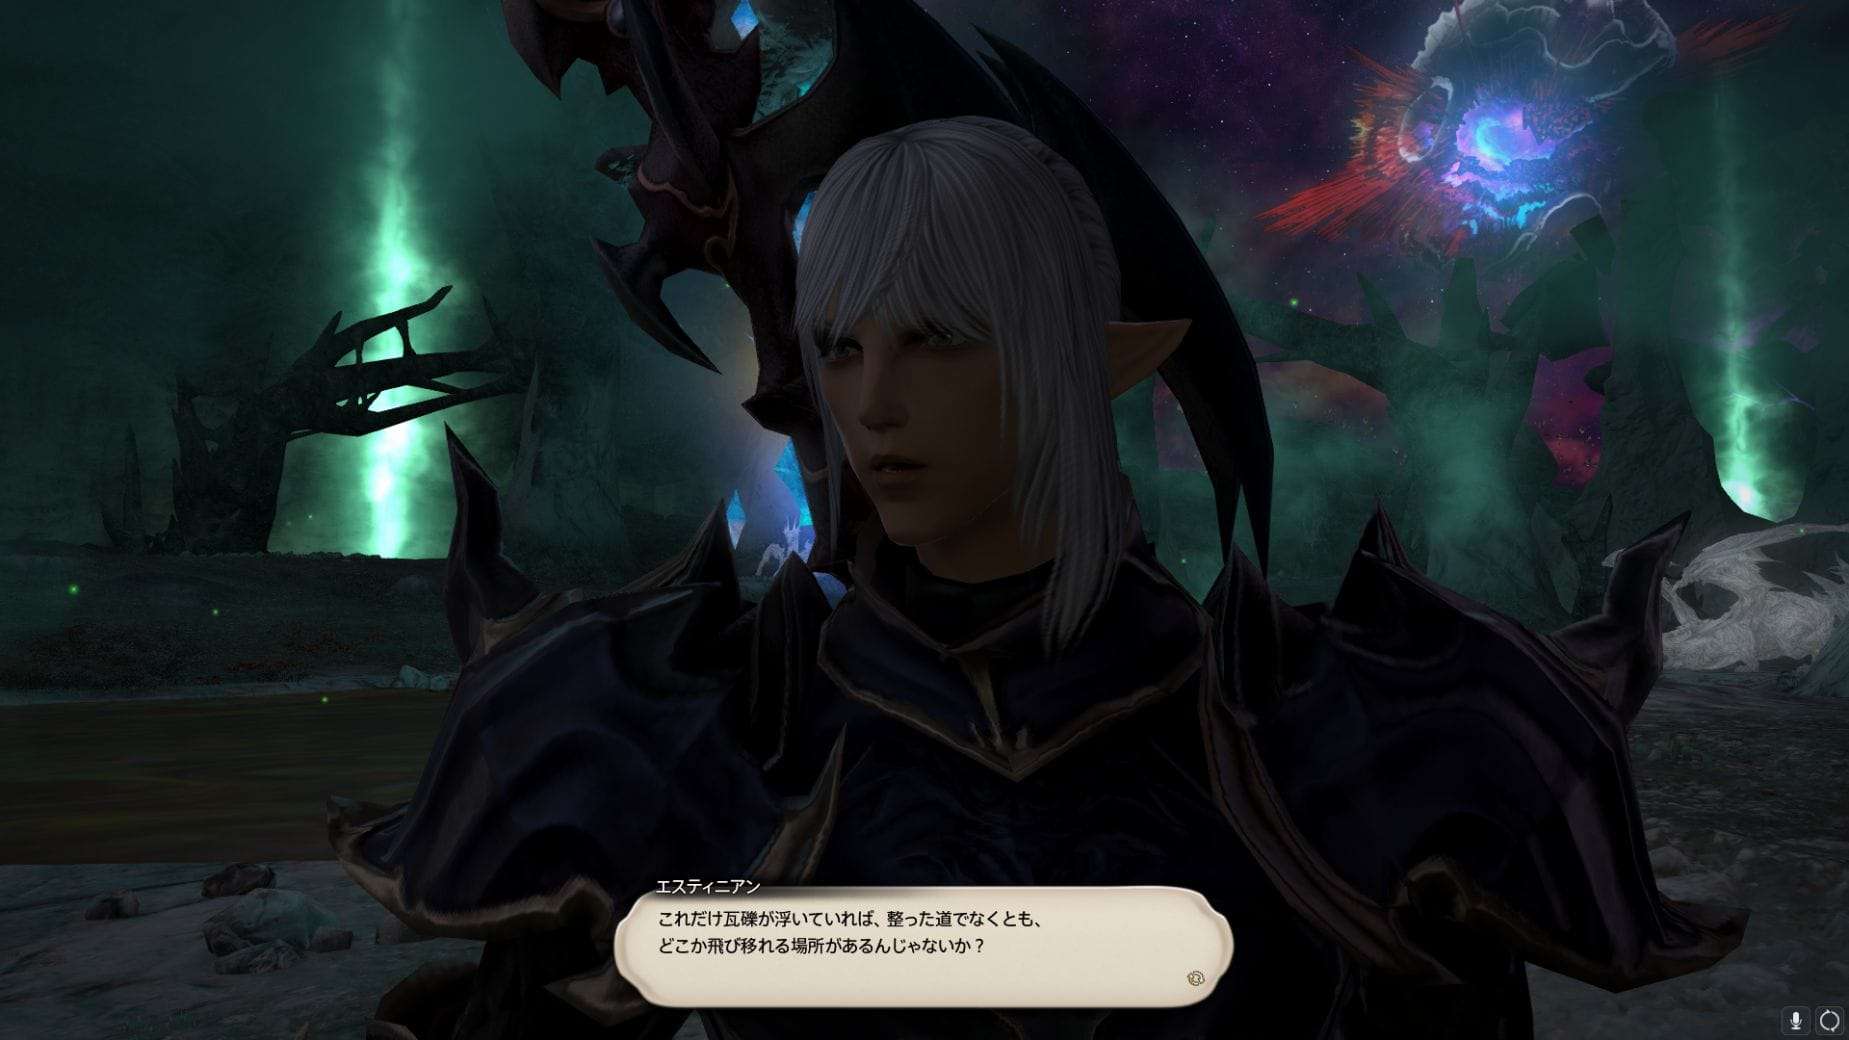 エスティニアン
これだけ瓦礫が浮いていれば、整った道でなくとも、
どこか飛び移れる場所があるんじゃないか？